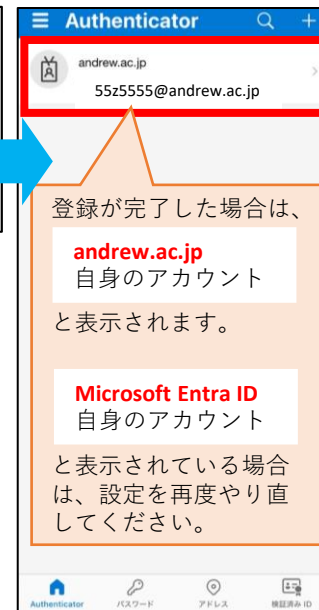 Authenticator
andrew.ac.jp
55z5555@andrew.ac.jp
登録が完了した場合は、
andrew.ac.jp
自身のアカウント
と表示されます。
Microsoft Entra ID
自身のアカウント
と表示されている場合
は、設定を再度やり直
してください。
Authenticator
パスワード
アドレス
検証済み ID